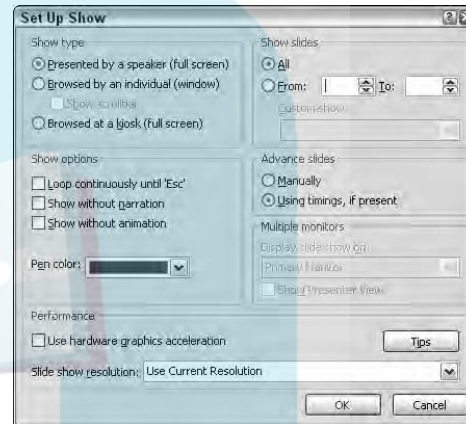 Set Up Show
Show type
Presented by a speaker (full screen)
Browsed by an individual (window)
Show scrollbar
Browsed at a kiosk (full screen)
Show slides
All
From: To:
Custom show:
Show options
Loop continuously until 'Esc'
Show without narration
Show without animation
Pen color:
Advance slides
Manually
Using timings, if present
Multiple monitors
Display slide show on:
Primary Monitor
Show Presenter View
Performance
Use hardware graphics acceleration
Tips
Slide show resolution: Use Current Resolution
OK Cancel